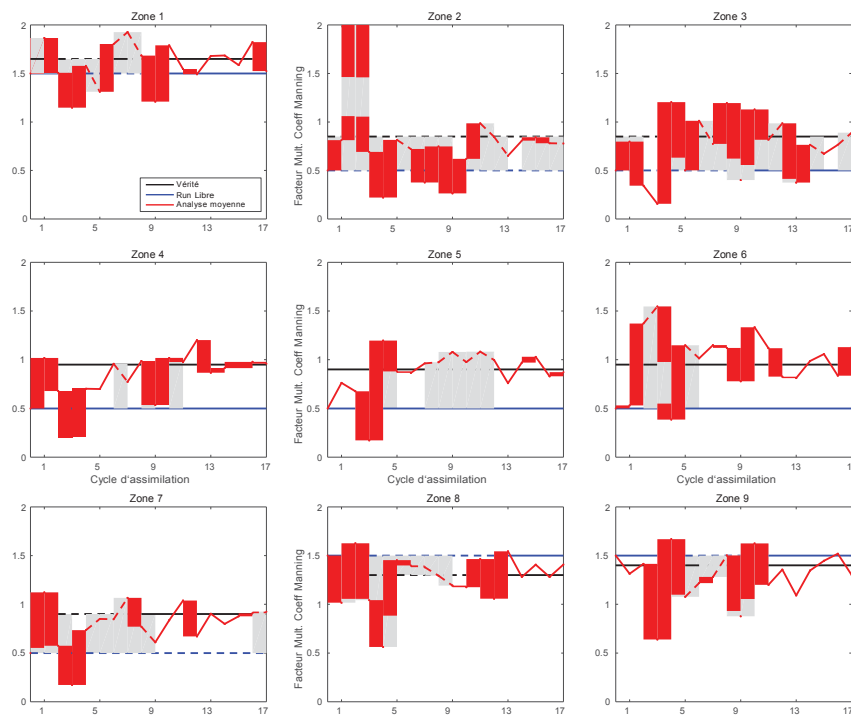 Zone 1
Zone 2
Zone 3
2
1.5
1
0.5
0
Vérité
Run Libre
Analyse moyenne
1 5 9 13 17
Facteur Mult. Coeff Manning
2
1.5
1
0.5
0
1 5 9 13 17
2
1.5
1
0.5
0
1 5 9 13 17
Zone 4
Zone 5
Zone 6
2
1.5
1
0.5
0
1 5 9 13 17
Cycle d'assimilation
Facteur Mult. Coeff Manning
2
1.5
1
0.5
0
1 5 9 13 17
Cycle d'assimilation
2
1.5
1
0.5
0
1 5 9 13 1
Cycle d'assimilation
Zone 7
Zone 8
Zone 9
2
1.5
1
0.5
0
1 5 9 13 17
Facteur Mult. Coeff Manning
2
1.5
1
0.5
0
1 5 9 13 17
2
1.5
1
0.5
0
1 5 9 13 17